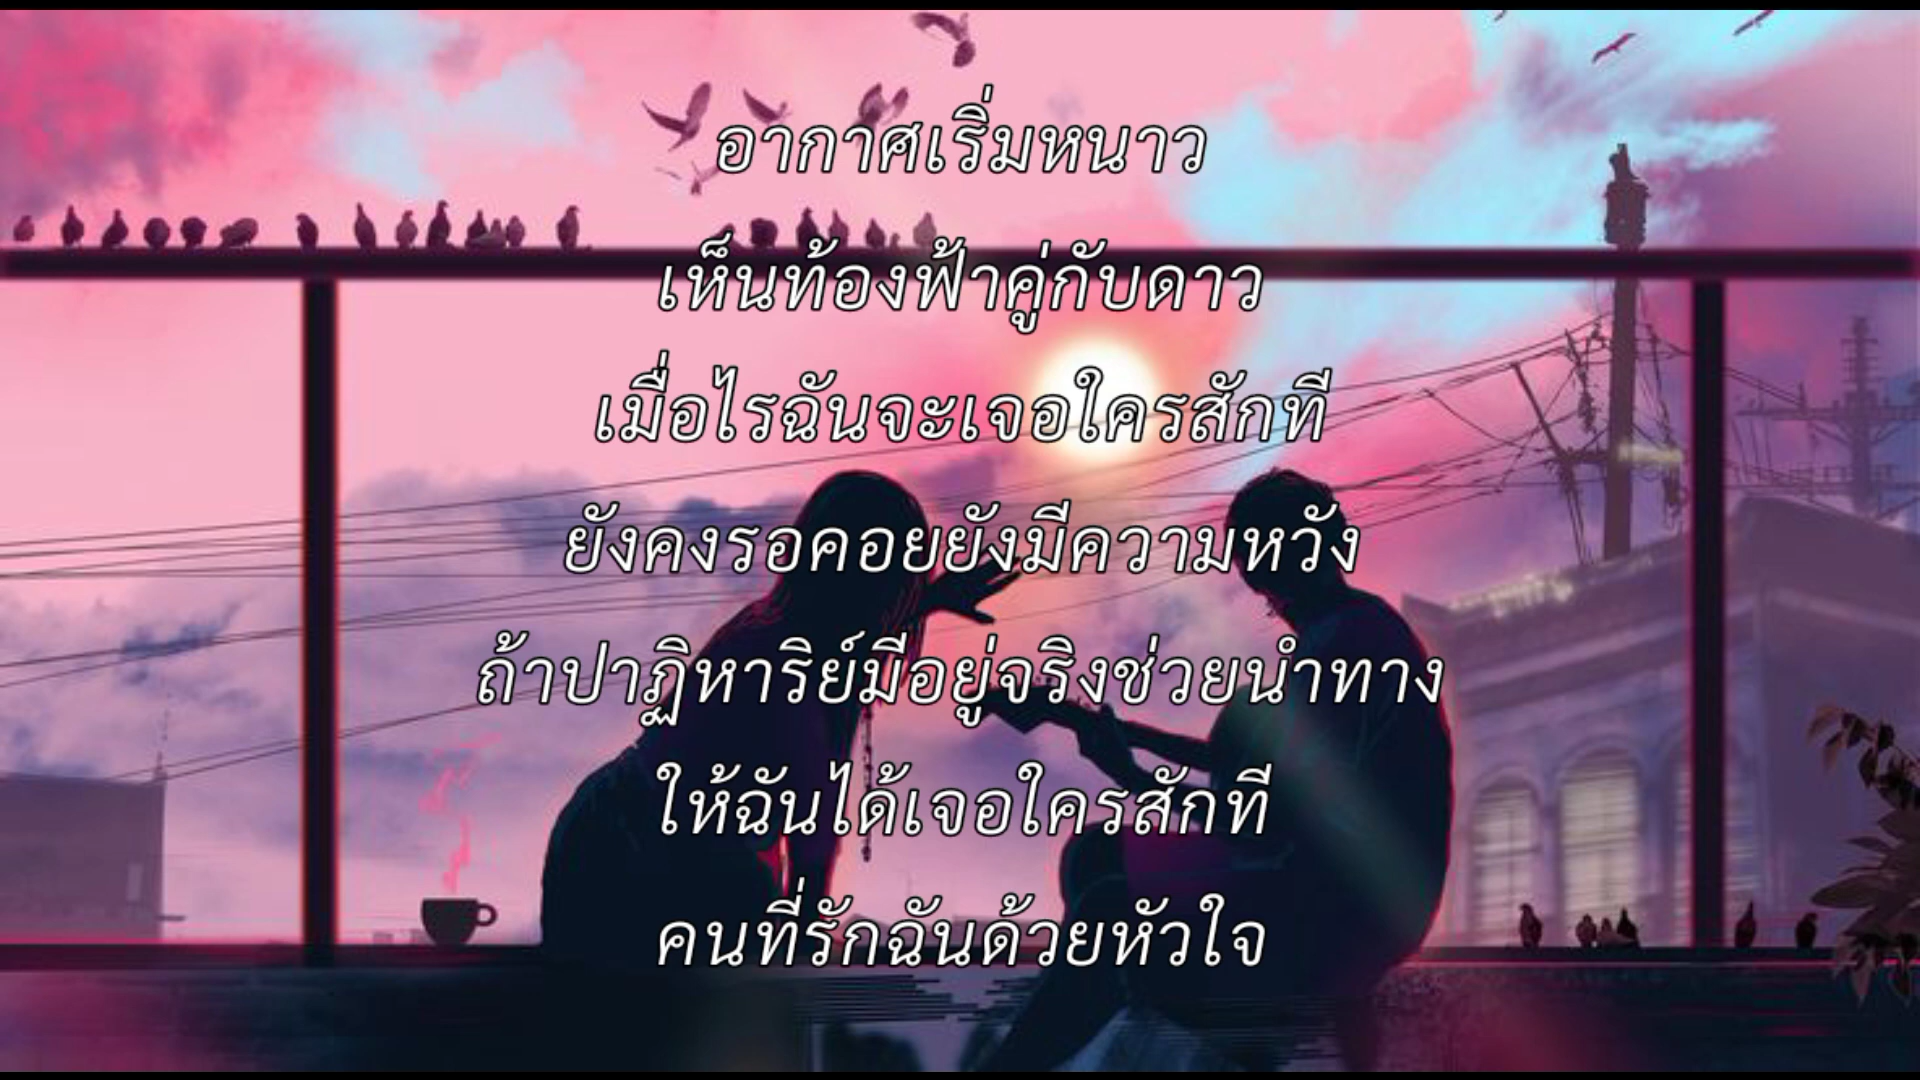 อากาศเริ่มหนาว
เห็นท้องฟ้าคู่กับดาว
เมื่อไรฉันจะเจอใครสักที
ยังคงรอคอยยังมีความหวัง
ถ้าปาฏิหาริย์มีอยู่จริงช่วยนำทาง
ให้ฉันได้เจอใครสักที
คนที่รักฉันด้วยหัวใจ